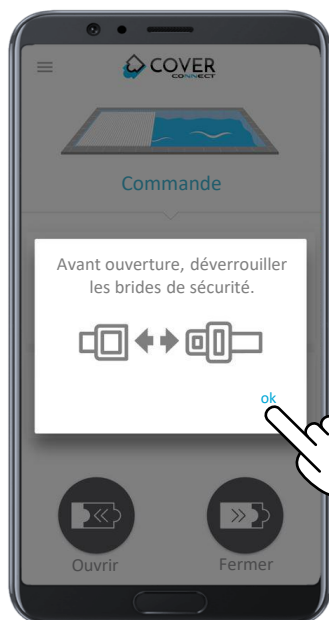 COVER
CONNECT
Commande
Avant ouverture, déverrouiller
les brides de sécurité.
ok
Ouvrir
Fermer